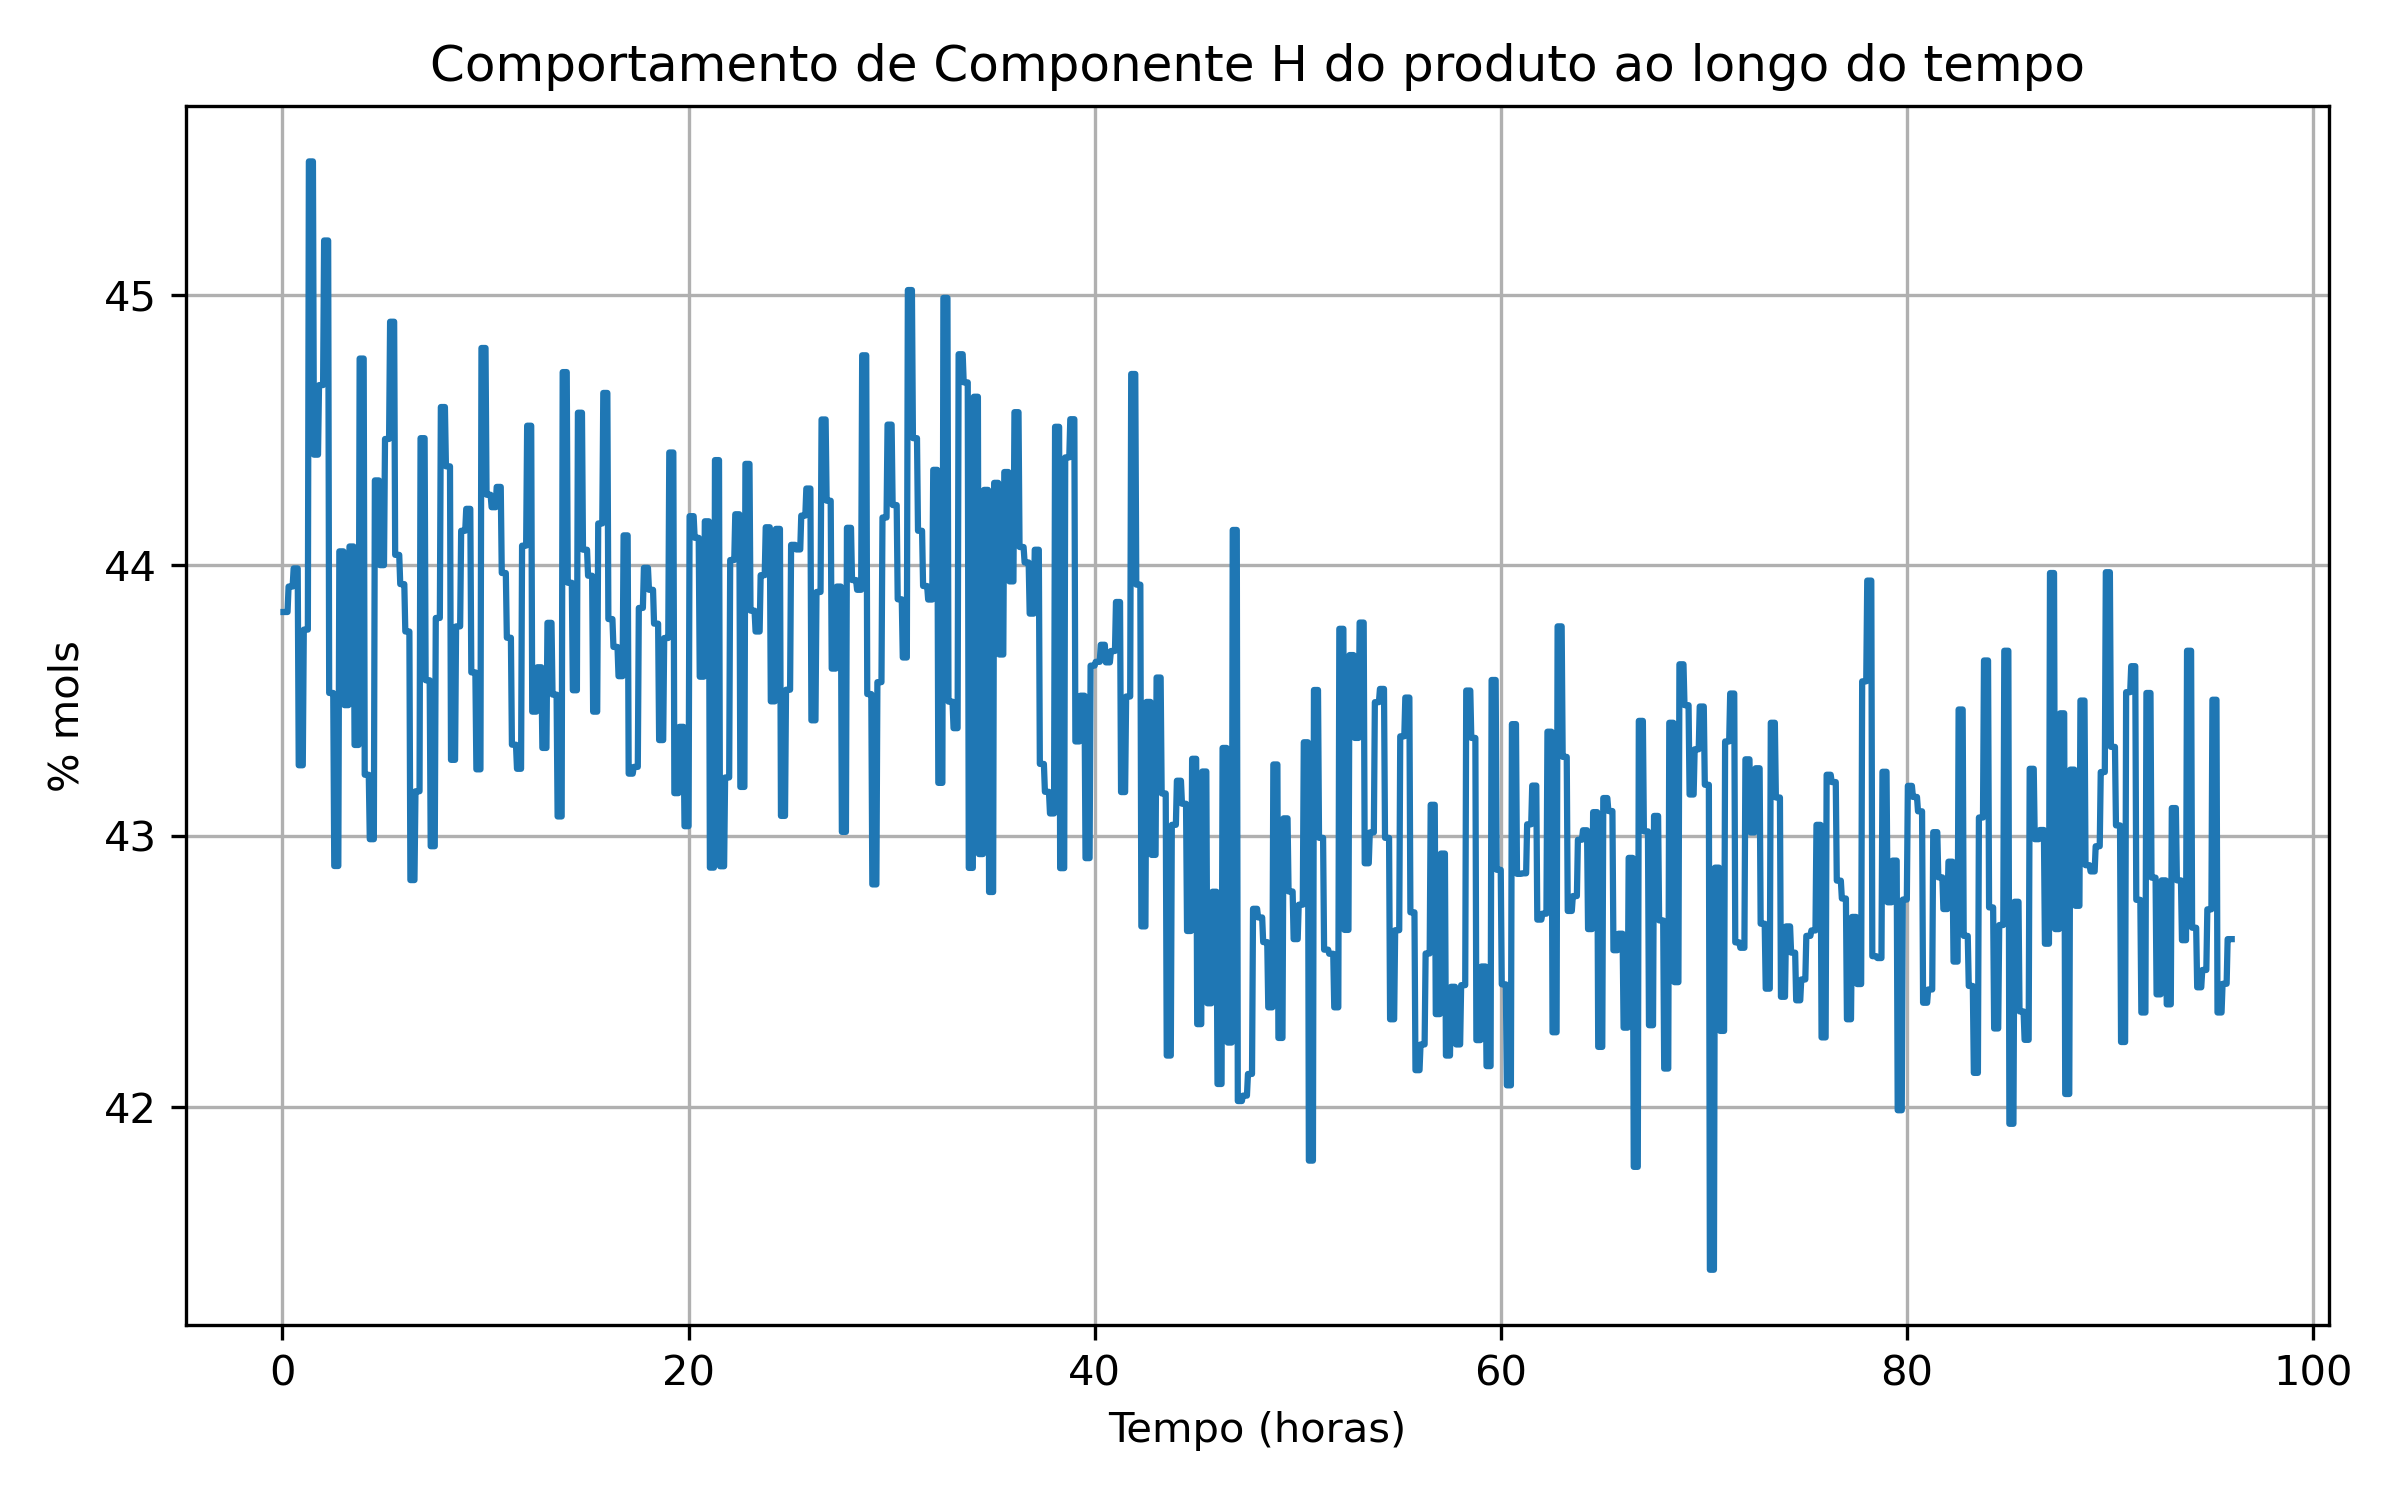 Comportamento de Componente H do produto ao longo do tempo
% mols
45
44
43
42
0 20 40 60 80 100
Tempo (horas)